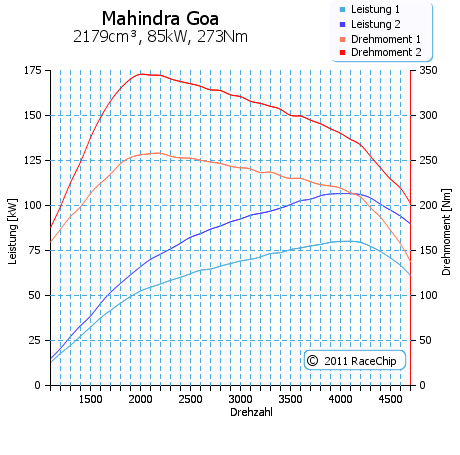 Mahindra Goa
2179cm³, 85kW, 273Nm
Leistung 1
Leistung 2
Drehmoment 1
Drehmoment 2
175
150
125
100
75
50
25
0
Leistung [kW]
350
300
250
200
150
100
50
0
Drehmoment [Nm]
© 2011 RaceChip
1500 2000 2500 3000 3500 4000 4500
Drehzahl